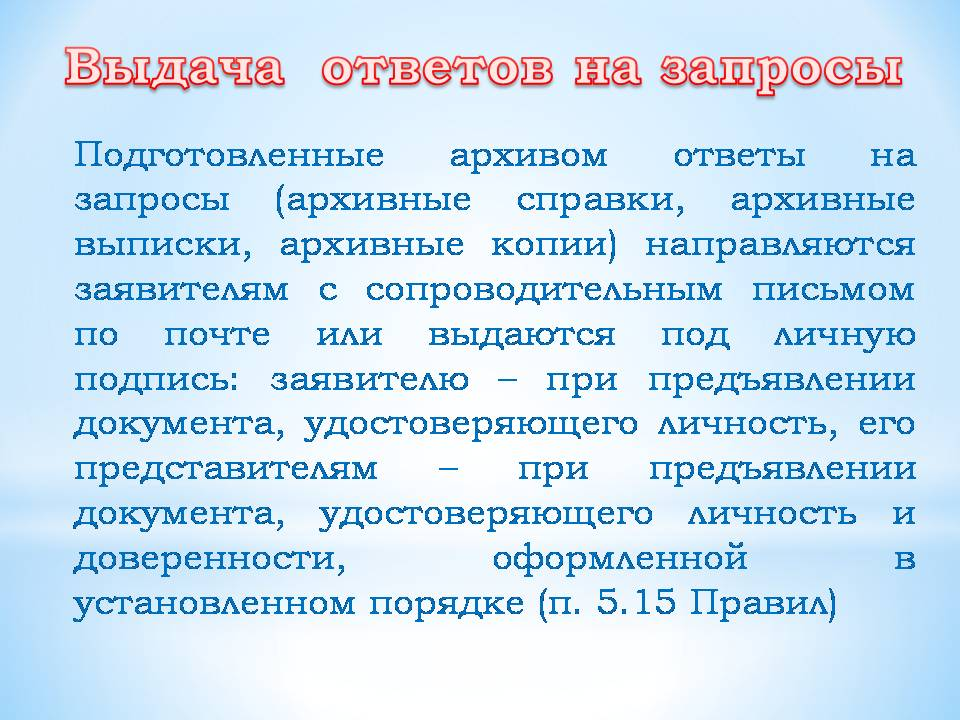 Выдача ответов на запросы
Подготовленные архивом ответы на
запросы (архивные справки, архивные
выписки, архивные копии) направляются
заявителям с сопроводительным письмом
по почте или выдаются под личную
подпись: заявителю – при предъявлении
документа, удостоверяющего личность, его
представителям – при предъявлении
документа, удостоверяющего личность и
доверенности, оформленной в
установленном порядке (п. 5.15 Правил)